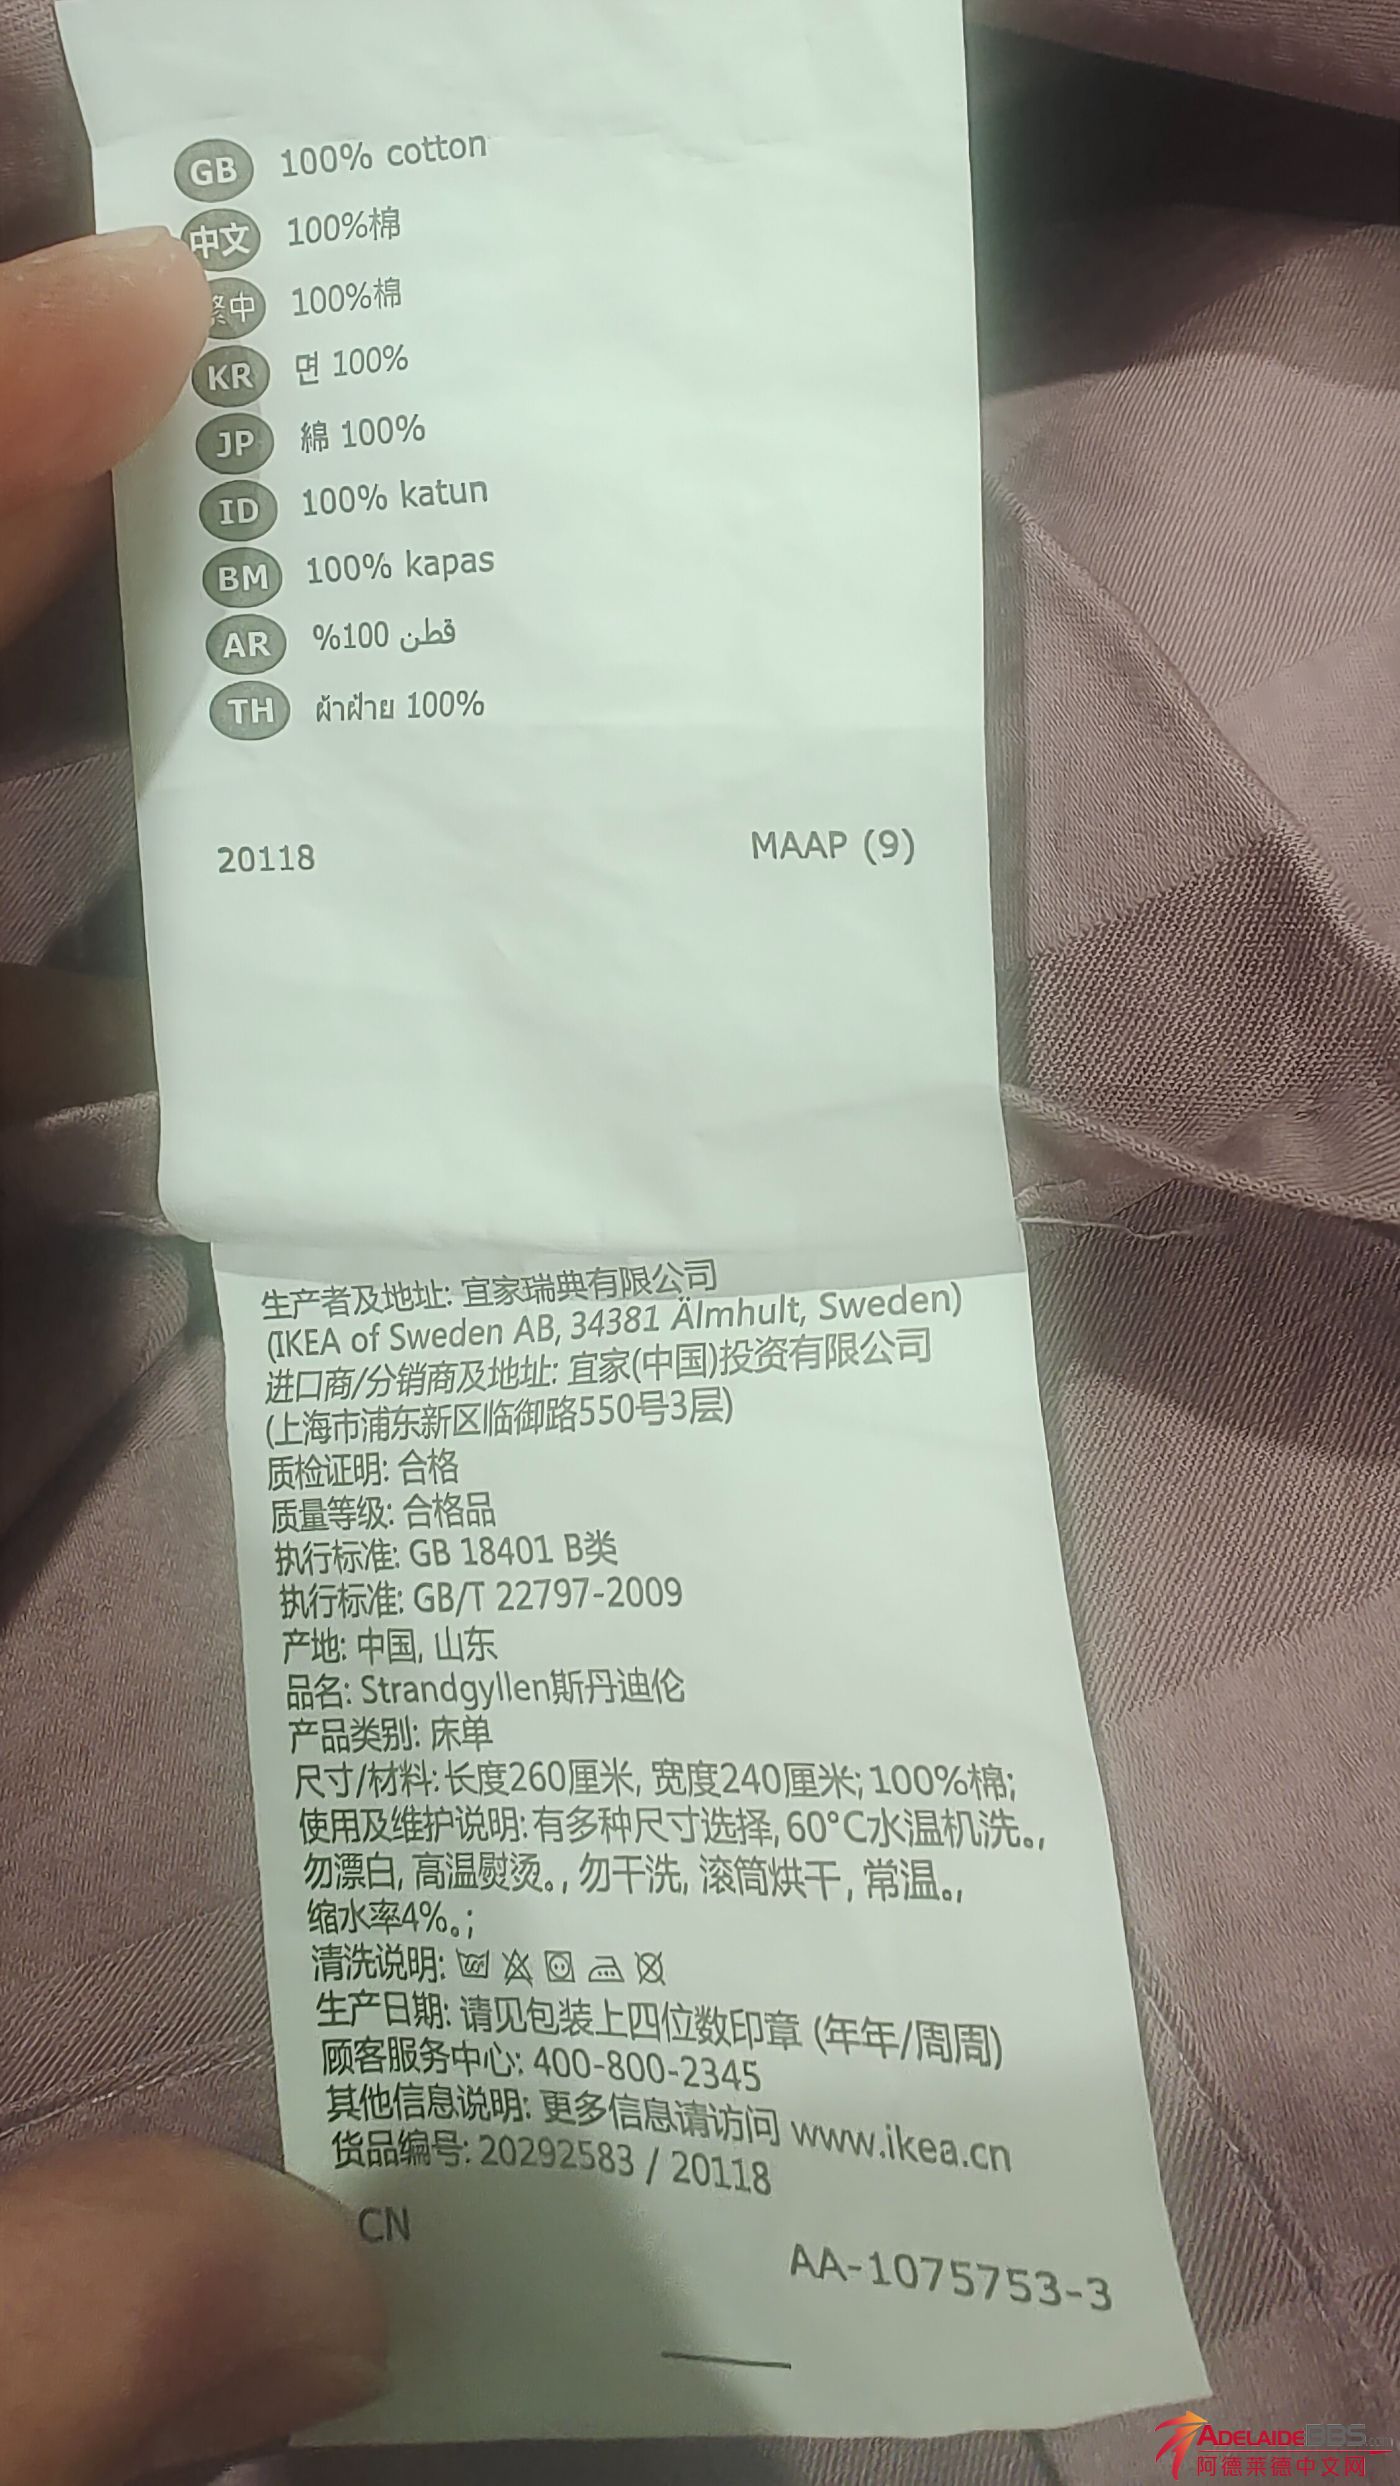 GB 100% cotton
中文 100%棉
繁中 100%棉
KR 면 100%
JP 綿 100%
ID 100% katun
BM 100% kapas
AR %100 قطن
TH ผ้าฝ้าย 100%
20118 MAAP (9)
生产者及地址: 宜家瑞典有限公司
(IKEA of Sweden AB, 34381 Älmhult, Sweden)
进口商/分销商及地址: 宜家(中国)投资有限公司
(上海市浦东新区临御路550号3层)
质检证明: 合格
质量等级: 合格品
执行标准: GB 18401 B类
执行标准: GB/T 22797-2009
产地: 中国, 山东
品名: Strandgyllen斯丹迪伦
产品类别: 床单
尺寸/材料: 长度260厘米, 宽度240厘米; 100%棉;
使用及维护说明: 有多种尺寸选择, 60°C水温机洗。,
勿漂白, 高温熨烫。, 勿干洗, 滚筒烘干, 常温。,
缩水率4%。;
清洗说明:
生产日期: 请见包装上四位数印章 (年年/周周)
顾客服务中心: 400-800-2345
其他信息说明: 更多信息请访问 www.ikea.cn
货品编号: 20292583 / 20118
CN
AA-1075753-3
ADELAIDEBBS.com
阿德莱德中文网